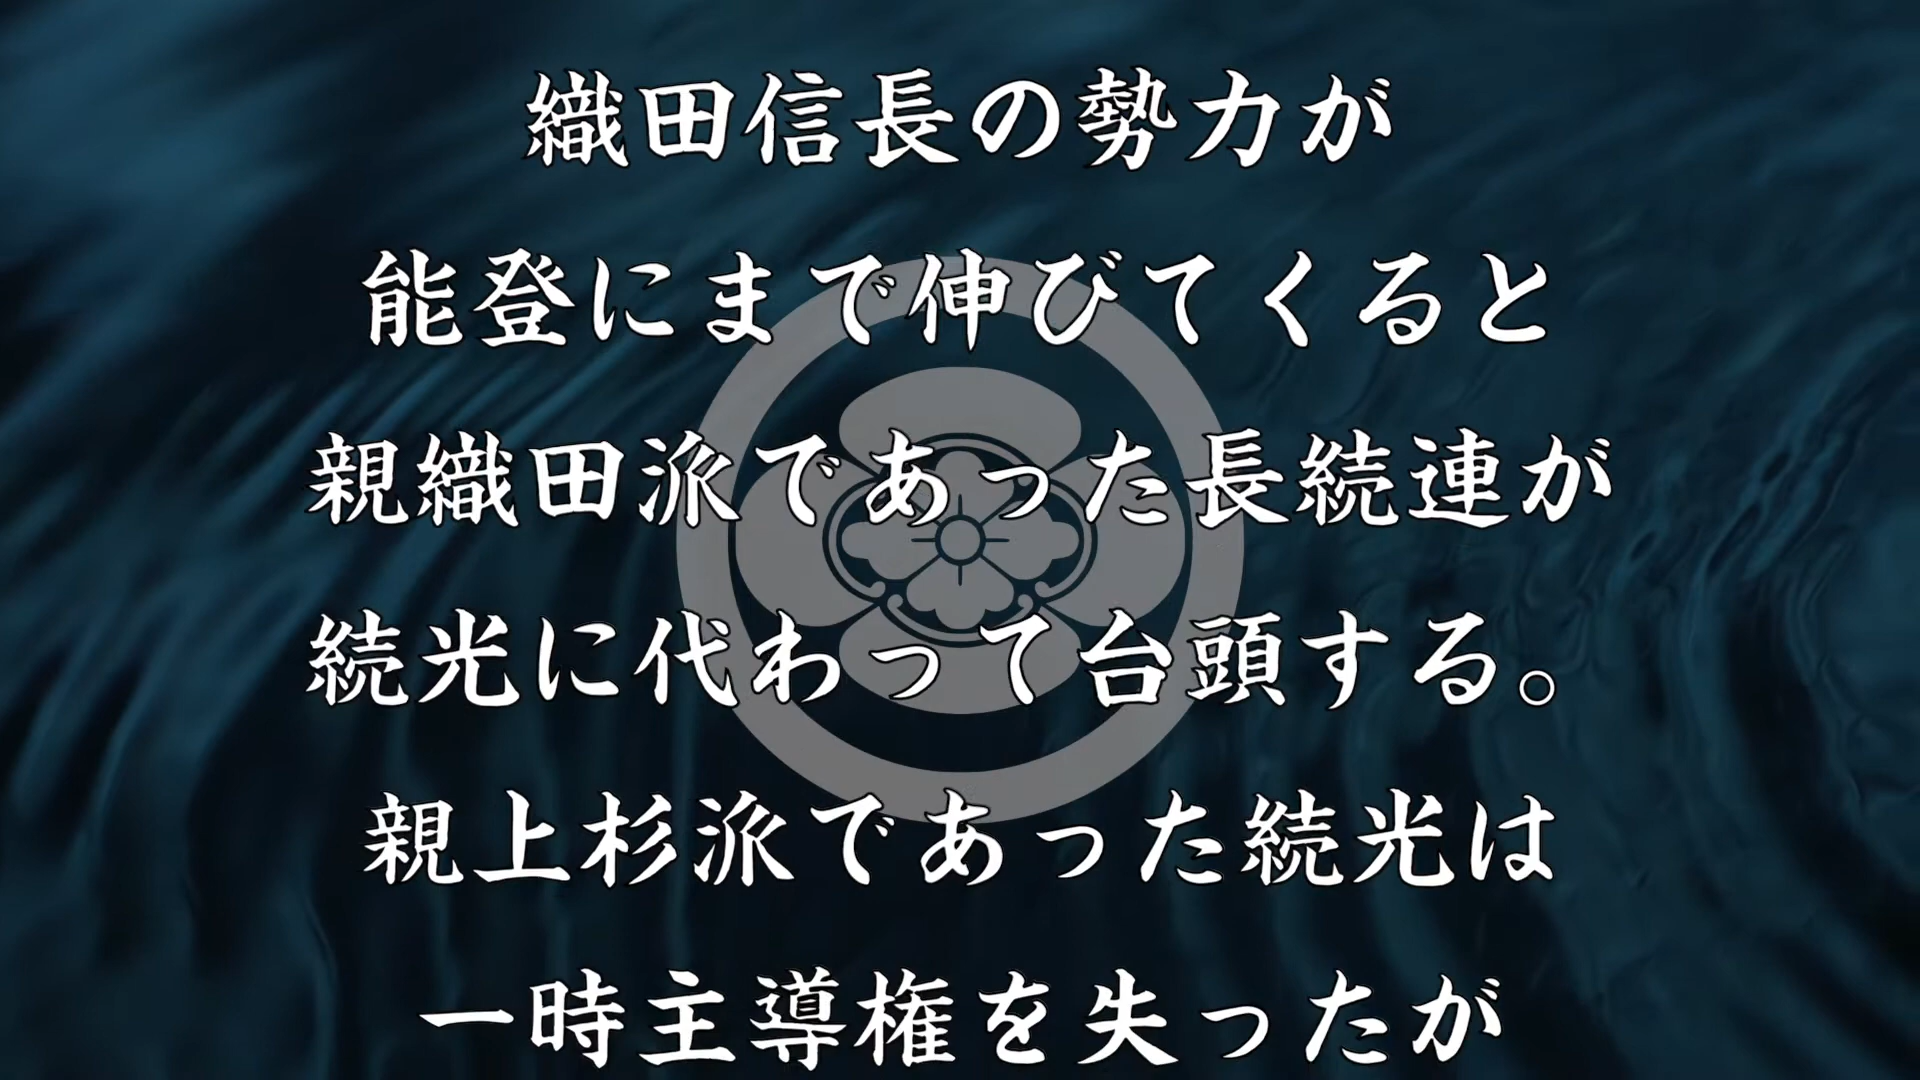 織田信長の勢力が
能登にまで伸びてくると
親織田派であった長続連が
続光に代わって台頭する。
親上杉派であった続光は
一時主導権を失ったが